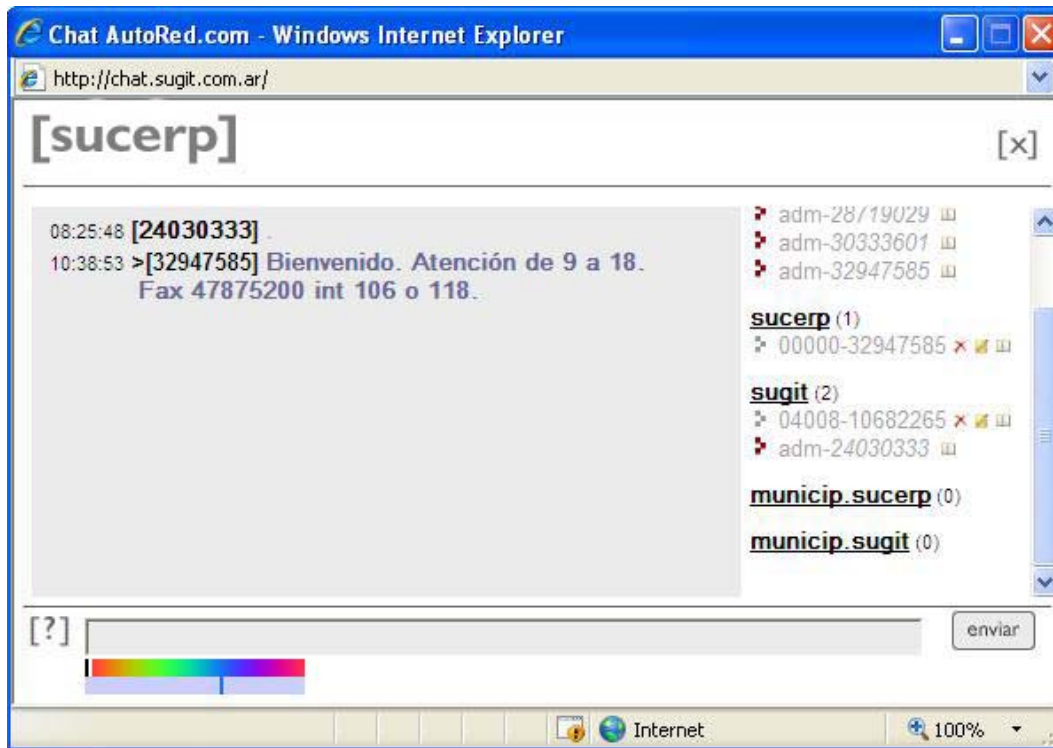 Chat AutoRed.com - Windows Internet Explorer
http://chat.sugit.com.ar/
[sucerp]
[x]
08:25:48 [24030333] .
10:38:53 >[32947585] Bienvenido. Atención de 9 a 18.
Fax 47875200 int 106 o 118.
adm-28719029
adm-30333601
adm-32947585
sucerp (1)
00000-32947585
sugit (2)
04008-10682265
adm-24030333
municip.sucerp (0)
municip.sugit (0)
[?]
enviar
Internet
100%